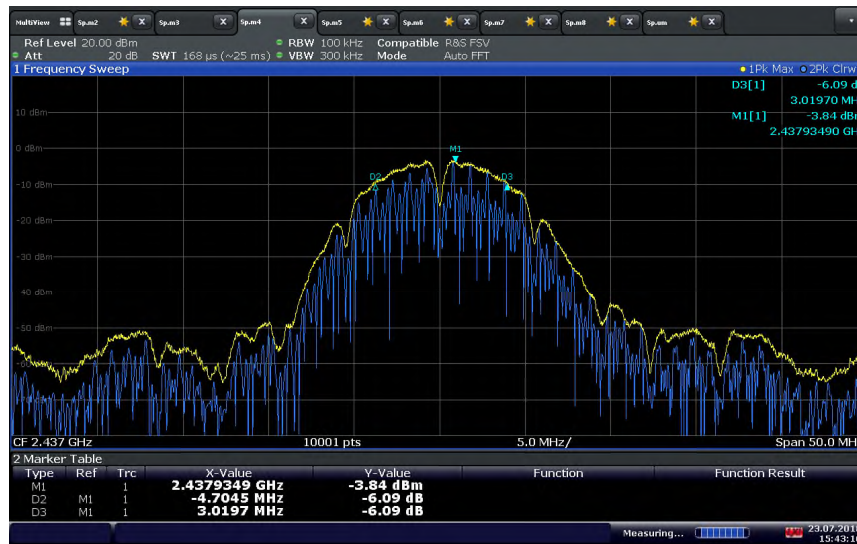 MultiView Sp.m2 X Sp.m3 X Sp.m4 X Sp.m5 X Sp.m6 X Sp.m7 X Sp.m8 X Sp.um X
Ref Level 20.00 dBm RBW 100 kHz Compatible R&S FSV
Att 20 dB SWT 168 µs (~25 ms) VBW 300 kHz Mode Auto FFT
1 Frequency Sweep 1Pk Max 2Pk Clrw
D3[1] -6.09 d
3.01970 MH
M1[1] -3.84 dB
2.43793490 GH
10 dBm
0 dBm
M1
D2 D3
-10 dBm
-20 dBm
-30 dBm
-40 dBm
-50 dBm
CF 2.437 GHz 10001 pts 5.0 MHz/ Span 50.0 MH
2 Marker Table
Type Ref Trc X-Value Y-Value Function Function Result
M1 1 2.4379349 GHz -3.84 dBm
D2 M1 1 -4.7045 MHz -6.09 dB
D3 M1 1 3.0197 MHz -6.09 dB
Measuring... 23.07.201
15:43:1